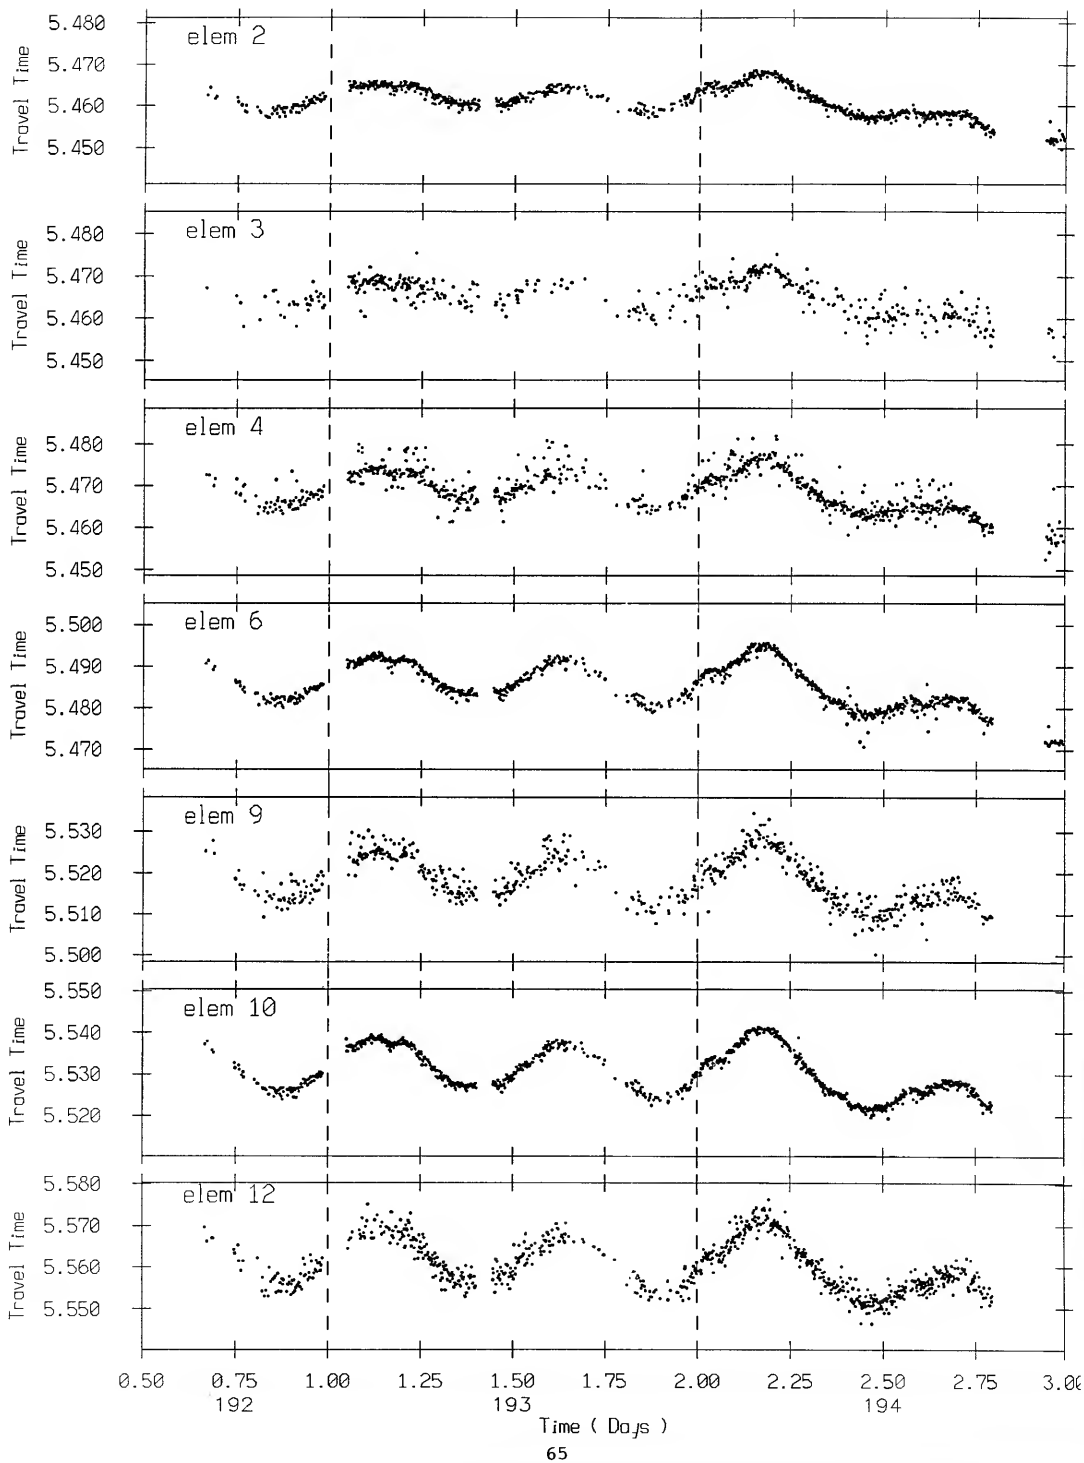 elem 2
5.480
5.470
5.460
5.450
Travel Time
elem 3
5.480
5.470
5.460
5.450
Travel Time
elem 4
5.480
5.470
5.460
5.450
Travel Time
elem 6
5.500
5.490
5.480
5.470
Travel Time
elem 9
5.530
5.520
5.510
5.500
Travel Time
elem 10
5.550
5.540
5.530
5.520
Travel Time
elem 12
5.580
5.570
5.560
5.550
Travel Time
0.50 0.75 1.00 1.25 1.50 1.75 2.00 2.25 2.50 2.75 3.00
192 193 194
Time ( Days )
65